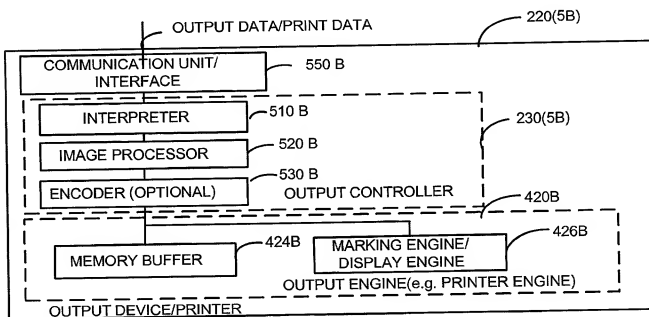 OUTPUT DATA/PRINT DATA
220(5B)
COMMUNICATION UNIT/
INTERFACE
550 B
INTERPRETER
510 B
230(5B)
IMAGE PROCESSOR
520 B
530 B
ENCODER (OPTIONAL)
OUTPUT CONTROLLER
420B
MEMORY BUFFER
424B
MARKING ENGINE/
DISPLAY ENGINE
426B
OUTPUT ENGINE(e.g. PRINTER ENGINE)
OUTPUT DEVICE/PRINTER